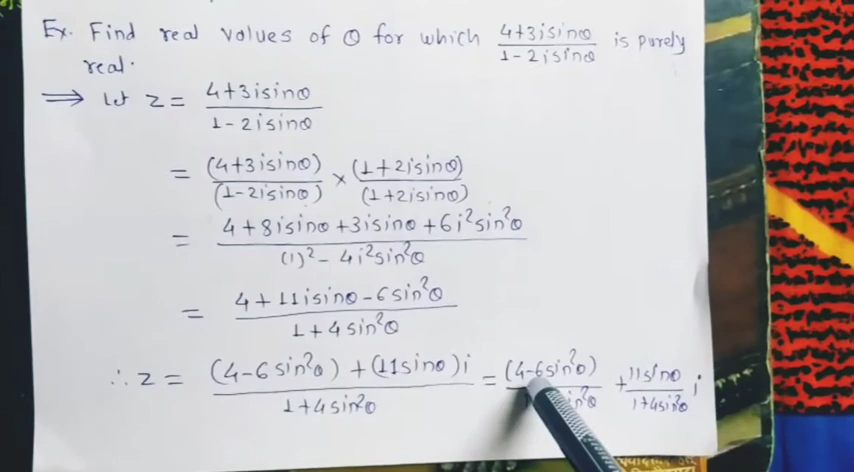 Ex. Find real values of θ for which (4+3isinθ)/(1-2isinθ) is purely
real.
⟹ Let z = (4+3isinθ)/(1-2isinθ)
= (4+3isinθ)/(1-2isinθ) × (1+2isinθ)/(1+2isinθ)
= (4+8isinθ+3isinθ+6i²sin²θ)/((1)²-4i²sin²θ)
= (4+11isinθ-6sin²θ)/(1+4sin²θ)
∴ z = ((4-6sin²θ)+(11sinθ)i)/(1+4sin²θ) = (4-6sin²θ)/ sin²θ + 11sinθ/(1+4sin²θ) i